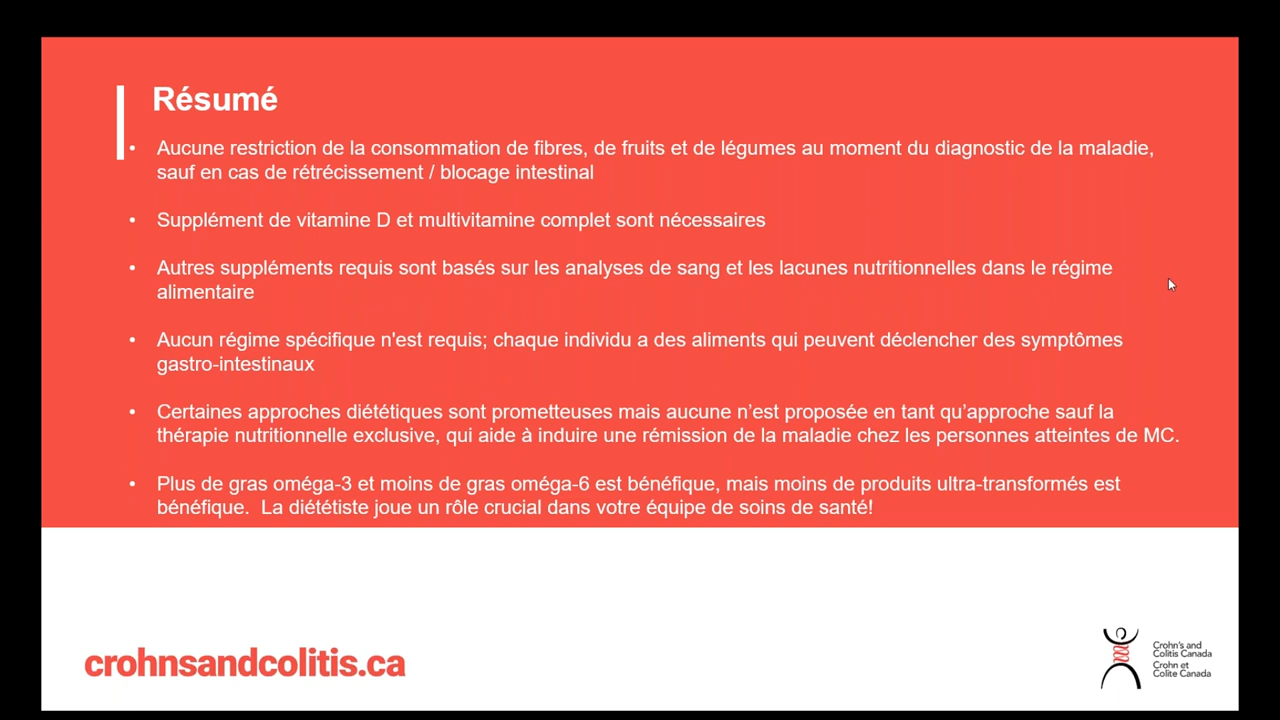 Résumé
• Aucune restriction de la consommation de fibres, de fruits et de légumes au moment du diagnostic de la maladie,
sauf en cas de rétrécissement / blocage intestinal
• Supplément de vitamine D et multivitamine complet sont nécessaires
• Autres suppléments requis sont basés sur les analyses de sang et les lacunes nutritionnelles dans le régime
alimentaire
• Aucun régime spécifique n'est requis; chaque individu a des aliments qui peuvent déclencher des symptômes
gastro-intestinaux
• Certaines approches diététiques sont prometteuses mais aucune n’est proposée en tant qu’approche sauf la
thérapie nutritionnelle exclusive, qui aide à induire une rémission de la maladie chez les personnes atteintes de MC.
• Plus de gras oméga-3 et moins de gras oméga-6 est bénéfique, mais moins de produits ultra-transformés est
bénéfique.  La diététiste joue un rôle crucial dans votre équipe de soins de santé!
crohnsandcolitis.ca
Crohn's and
Colitis Canada
Crohn et
Colite Canada